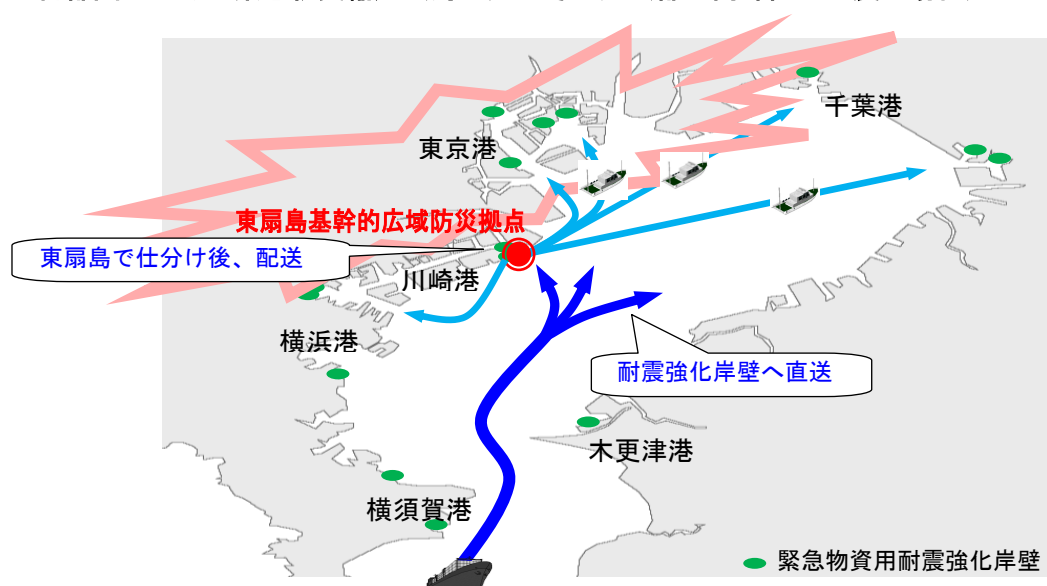 千葉港
東京港
東扇島基幹的広域防災拠点
東扇島で仕分け後、配送
川崎港
横浜港
耐震強化岸壁へ直送
木更津港
横須賀港
緊急物資用耐震強化岸壁